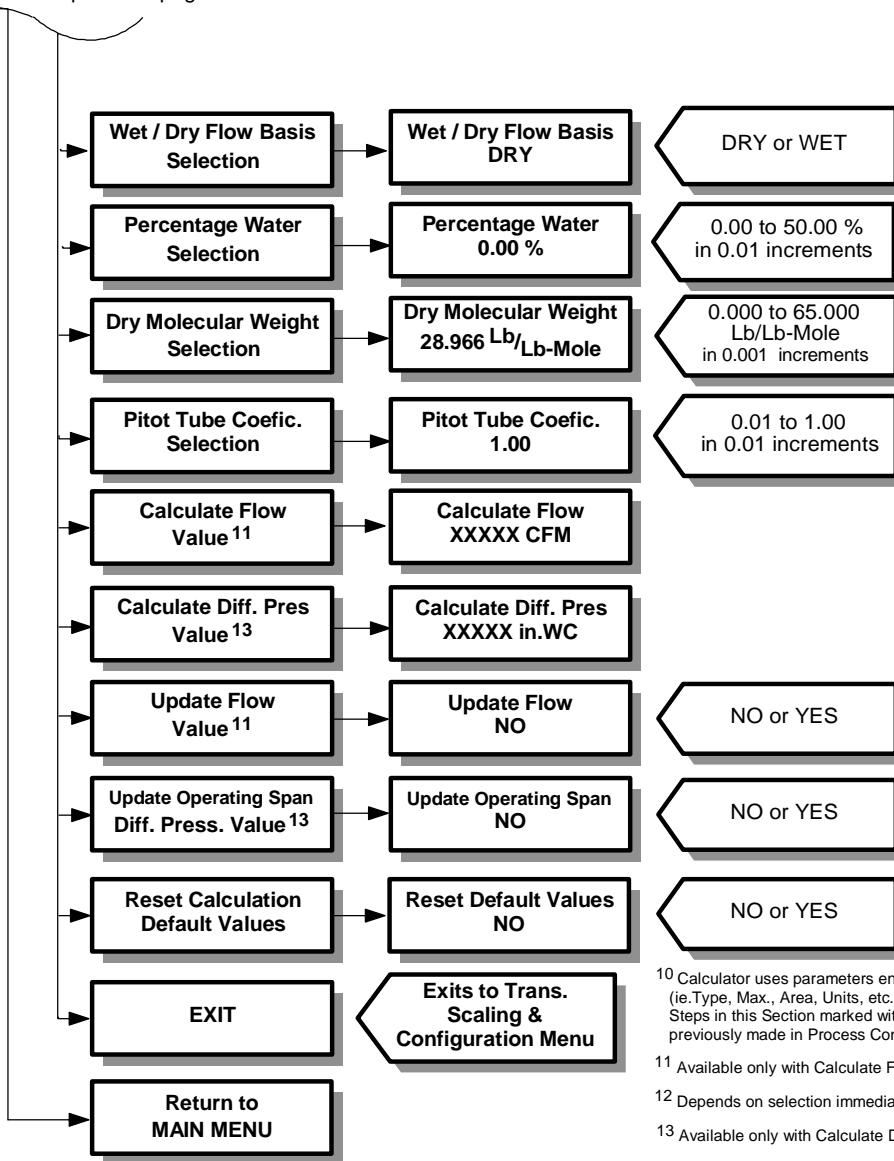 Wet / Dry Flow Basis
Selection
Wet / Dry Flow Basis
DRY
DRY or WET
Percentage Water
Selection
Percentage Water
0.00 %
0.00 to 50.00 %
in 0.01 increments
Dry Molecular Weight
Selection
Dry Molecular Weight
28.966 Lb/Lb-Mole
0.000 to 65.000
Lb/Lb-Mole
in 0.001 increments
Pitot Tube Coefic.
Selection
Pitot Tube Coefic.
1.00
0.01 to 1.00
in 0.01 increments
Calculate Flow
Value 11
Calculate Flow
XXXXX CFM
Calculate Diff. Pres
Value 13
Calculate Diff. Pres
XXXXX in.WC
Update Flow
Value 11
Update Flow
NO
NO or YES
Update Operating Span
Diff. Press. Value 13
Update Operating Span
NO
NO or YES
Reset Calculation
Default Values
Reset Default Values
NO
NO or YES
EXIT
Exits to Trans.
Scaling &
Configuration Menu
Return to
MAIN MENU
10 Calculator uses parameters
(ie.Type, Max., Area, Units, etc.
Steps in this Section marked
previously made in Process
11 Available only with Calculate
12 Depends on selection
13 Available only with Calculate